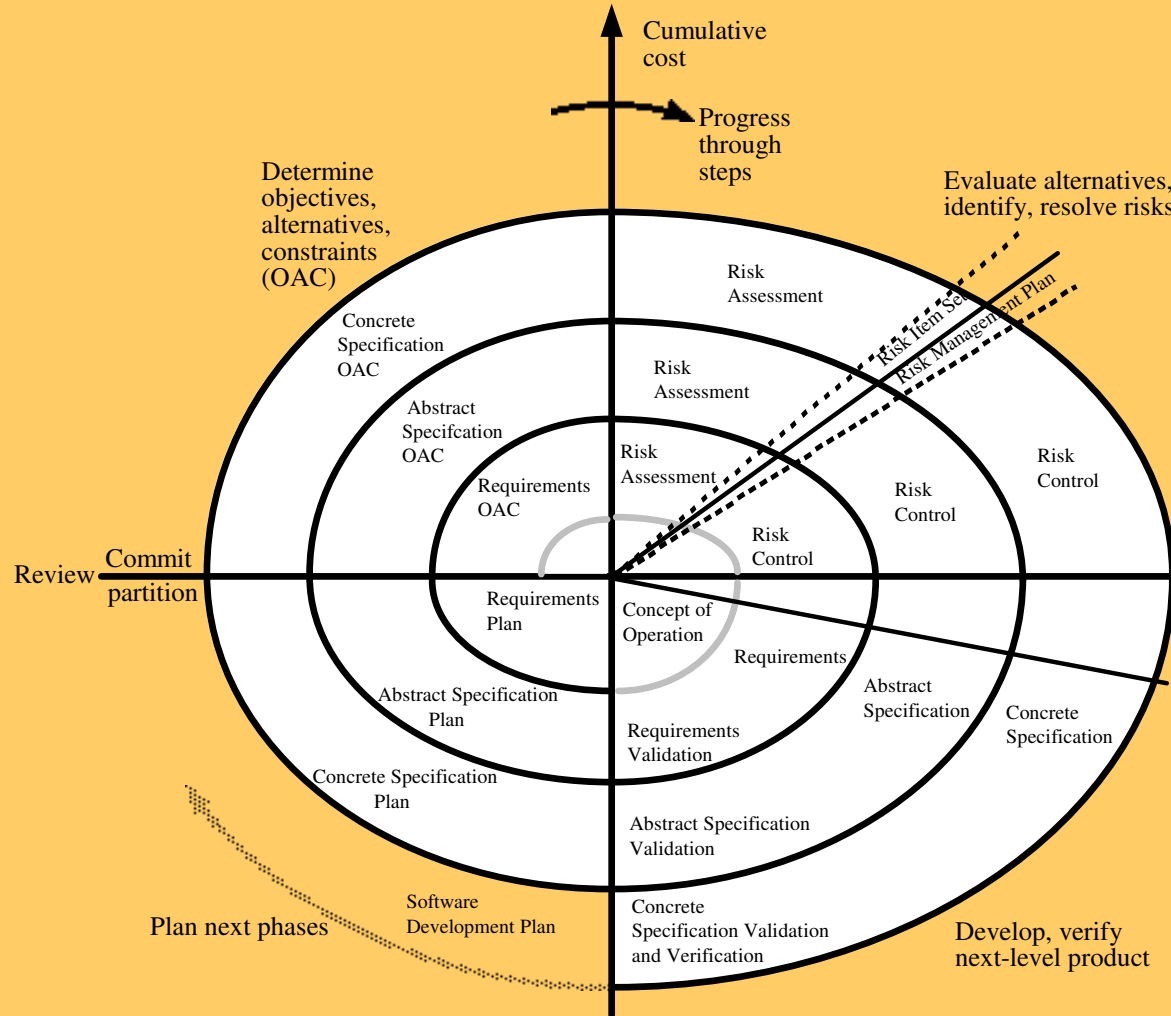 Cumulative
cost
Progress
through
steps
Determine
objectives,
alternatives,
constraints
(OAC)
Evaluate alternatives,
identify, resolve risks
Risk
Assessment
Risk Item Set
Risk Management Plan
Concrete
Specification
OAC
Risk
Assessment
Abstract
Specifcation
OAC
Risk
Assessment
Requirements
OAC
Risk
Control
Risk
Control
Risk
Control
Review
Commit
partition
Requirements
Plan
Concept of
Operation
Requirements
Abstract Specification
Plan
Abstract
Specification
Concrete
Specification
Requirements
Validation
Concrete Specification
Plan
Abstract Specification
Validation
Plan next phases
Software
Development Plan
Concrete
Specification Validation
and Verification
Develop, verify
next-level product